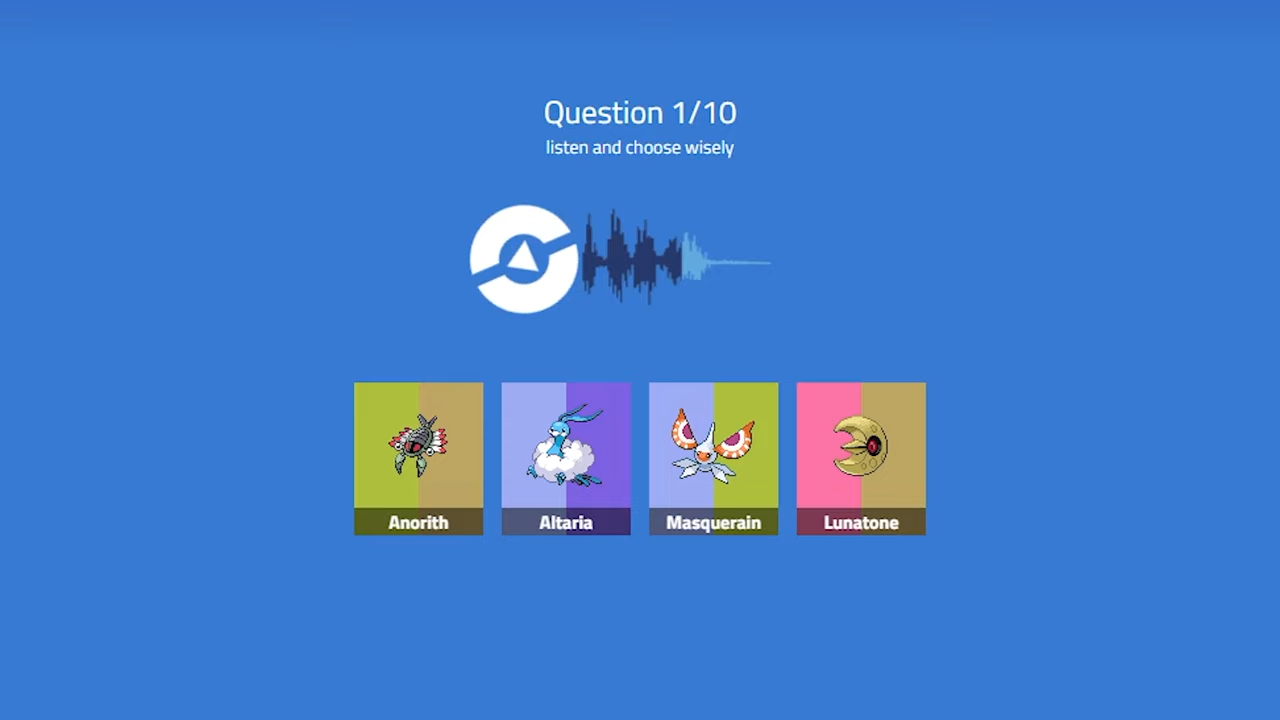 Question 1/10
listen and choose wisely
Anorith
Altaria
Masquerain
Lunatone